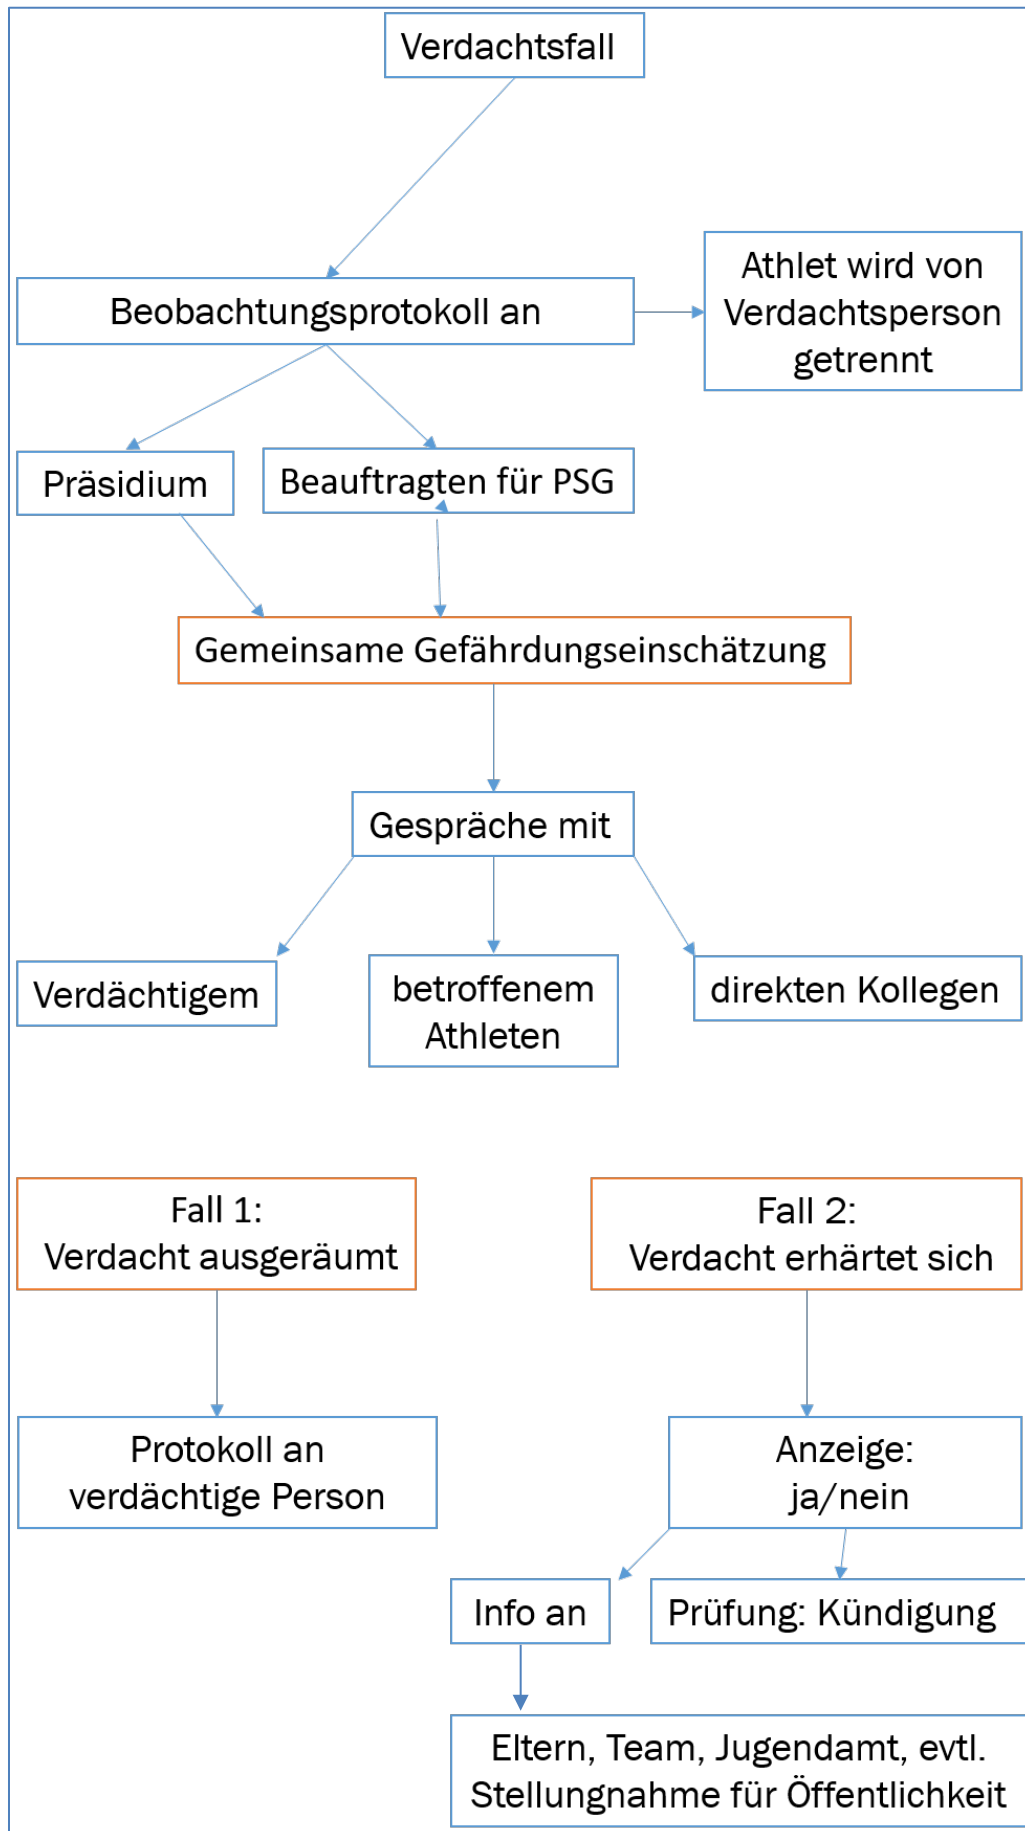 Verdachtsfall
Athlet wird von
Verdachtsperson
getrennt
Beobachtungsprotokoll an
Präsidium
Beauftragten für PSG
Gemeinsame Gefährdungseinschätzung
Gespräche mit
Verdächtigem
betroffenem
Athleten
direkten Kollegen
Fall 1:
Verdacht ausgeräumt
Fall 2:
Verdacht erhärtet sich
Protokoll an
verdächtige Person
Anzeige:
ja/nein
Info an
Prüfung: Kündigung
Eltern, Team, Jugendamt, evtl.
Stellungnahme für Öffentlichkeit